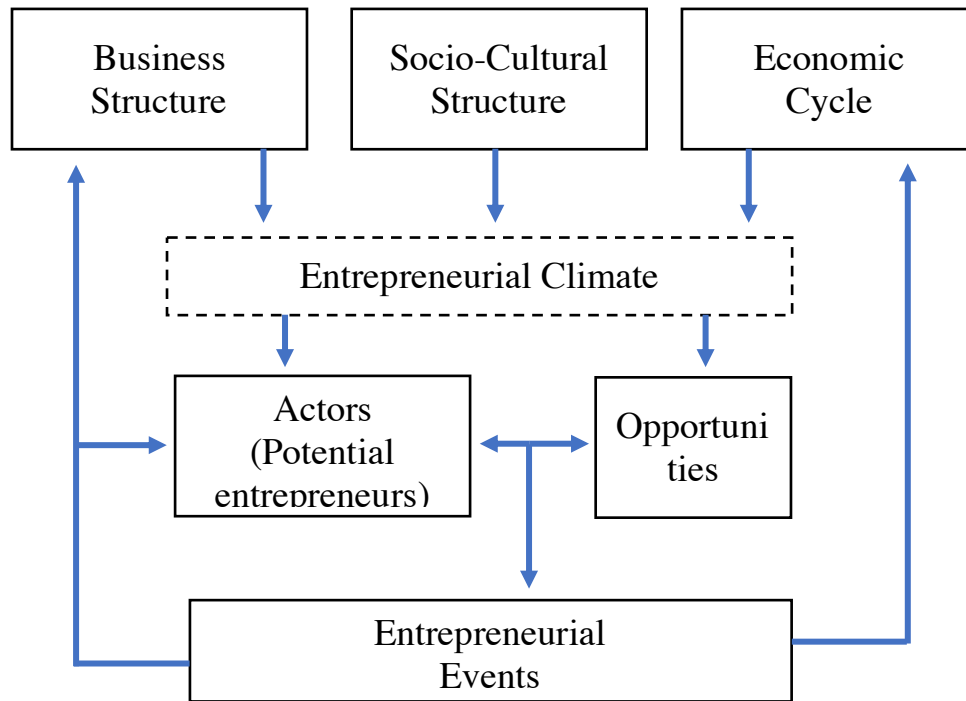 Business
Structure
Socio-Cultural
Structure
Economic
Cycle
Entrepreneurial Climate
Actors
(Potential
entrepreneurs)
Opportuni
ties
Entrepreneurial
Events